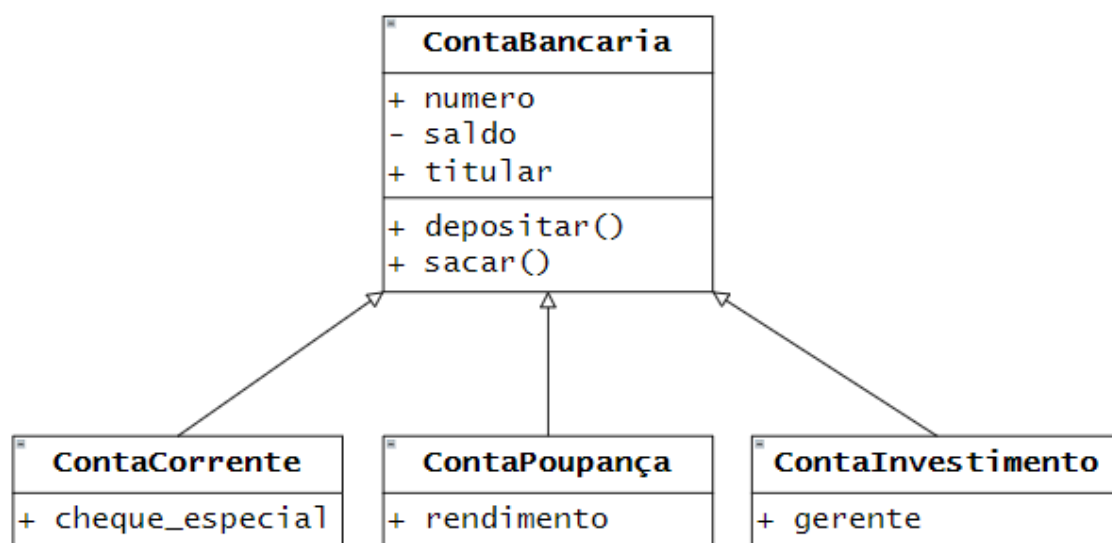 ContaBancaria
+ numero
- saldo
+ titular
+ depositar()
+ sacar()
ContaCorrente
+ cheque_especial
ContaPoupança
+ rendimento
ContaInvestimento
+ gerente